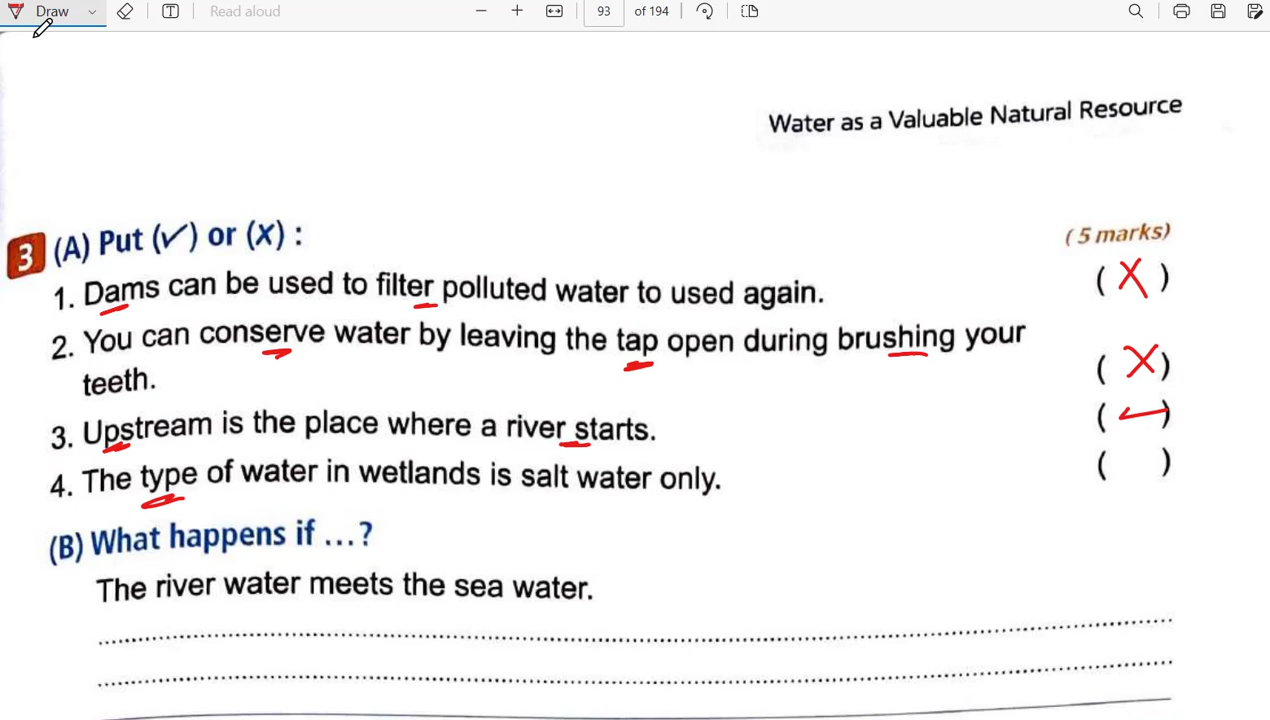 Draw Read aloud 93 of 194
Water as a Valuable Natural Resource
3 (A) Put (✓) or (X) : (5 marks)
1. Dams can be used to filter polluted water to used again. ( X )
2. You can conserve water by leaving the tap open during brushing your
teeth. ( X )
3. Upstream is the place where a river starts. ( ✓ )
4. The type of water in wetlands is salt water only. ( )
(B) What happens if ...?
The river water meets the sea water.